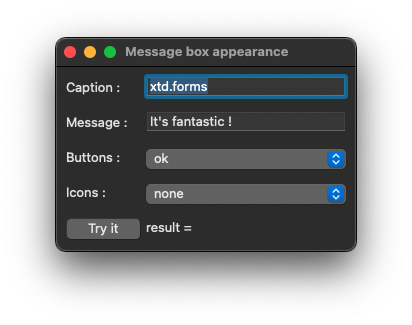 Message box appearance
Caption : xtd.forms
Message : It's fantastic !
Buttons : ok
Icons : none
Try it result =